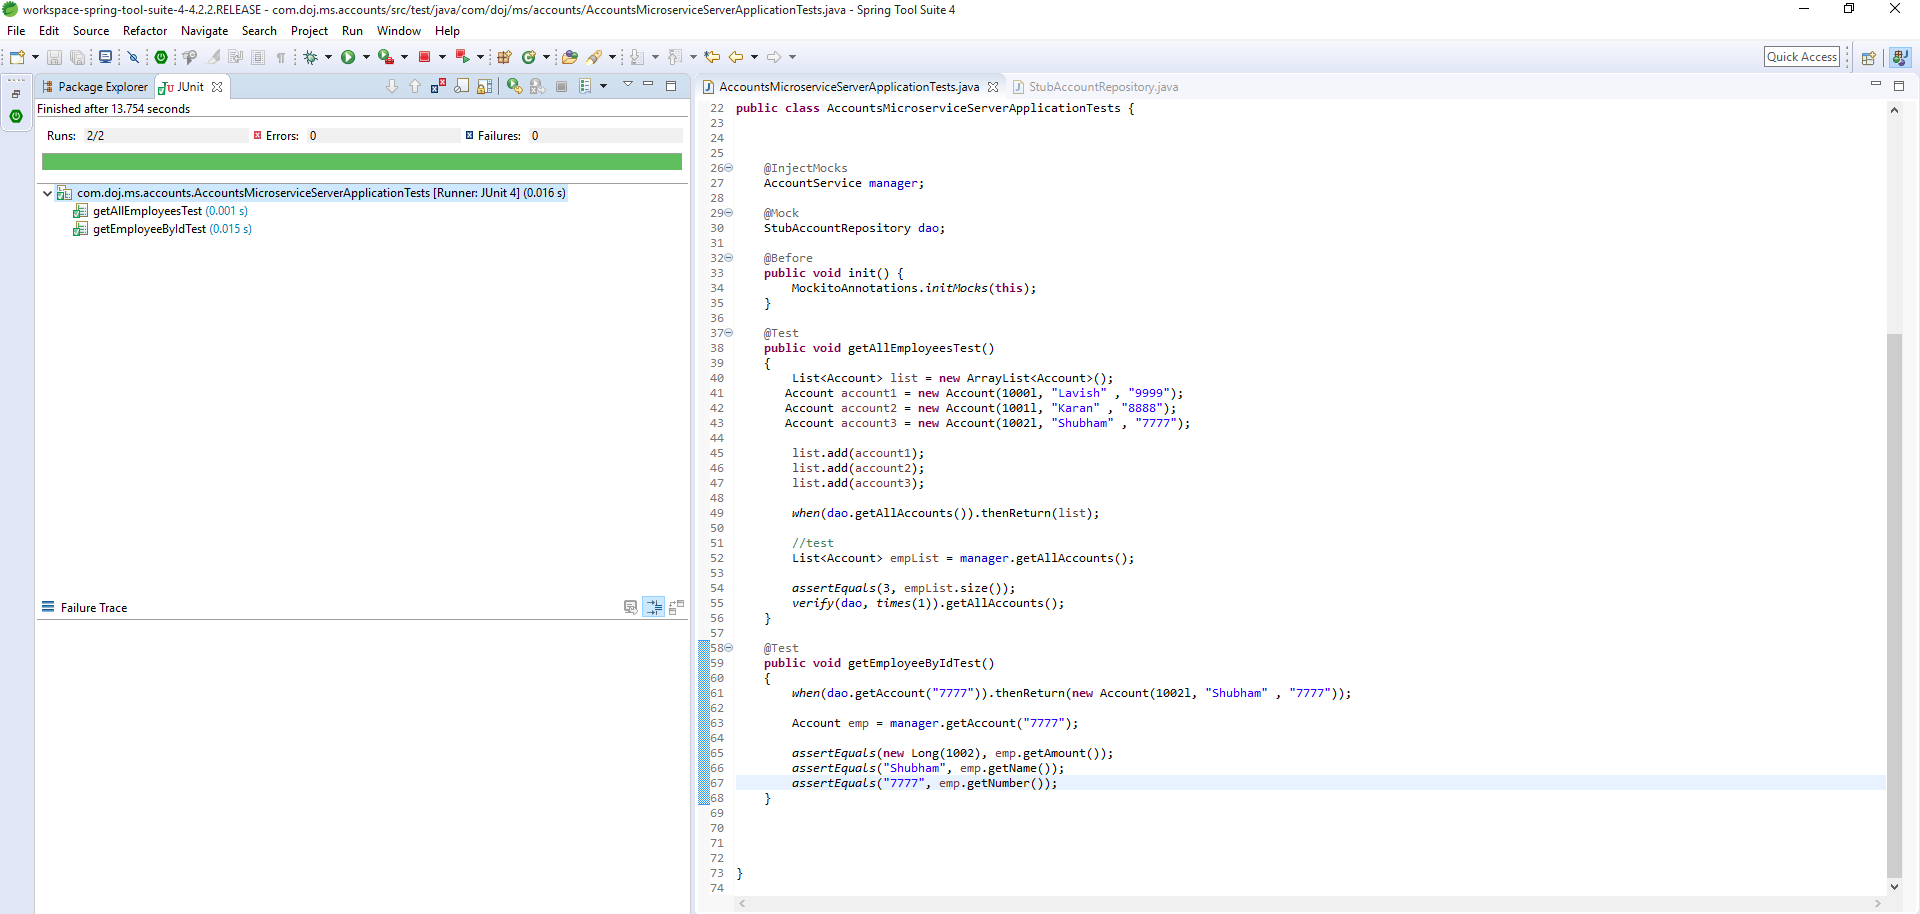 workspace-spring-tool-suite-4-4.2.2.RELEASE - com.doj.ms.accounts/src/test/java/com/doj/ms/accounts/AccountsMicroserviceServerApplicationTests.java - Spring Tool Suite 4
File Edit Source Refactor Navigate Search Project Run Window Help
Quick Access
Package Explorer JUnit
Finished after 13.754 seconds
Runs: 2/2 Errors: 0 Failures: 0
com.doj.ms.accounts.AccountsMicroserviceServerApplicationTests [Runner: JUnit 4] (0.016 s)
getAllEmployeesTest (0.001 s)
getEmployeeByIdTest (0.015 s)
Failure Trace
AccountsMicroserviceServerApplicationTests.java StubAccountRepository.java
22 public class AccountsMicroserviceServerApplicationTests {
23
24
25
26 @InjectMocks
27 AccountService manager;
28
29 @Mock
30 StubAccountRepository dao;
31
32 @Before
33 public void init() {
34 MockitoAnnotations.initMocks(this);
35 }
36
37 @Test
38 public void getAllEmployeesTest()
39 {
40 List<Account> list = new ArrayList<Account>();
41 Account account1 = new Account(1000l, "Lavish" , "9999");
42 Account account2 = new Account(1001l, "Karan" , "8888");
43 Account account3 = new Account(1002l, "Shubham" , "7777");
44
45 list.add(account1);
46 list.add(account2);
47 list.add(account3);
48
49 when(dao.getAllAccounts()).thenReturn(list);
50
51 //test
52 List<Account> empList = manager.getAllAccounts();
53
54 assertEquals(3, empList.size());
55 verify(dao, times(1)).getAllAccounts();
56 }
57
58 @Test
59 public void getEmployeeByIdTest()
60 {
61 when(dao.getAccount("7777")).thenReturn(new Account(1002l, "Shubham" , "7777"));
62
63 Account emp = manager.getAccount("7777");
64
65 assertEquals(new Long(1002), emp.getAmount());
66 assertEquals("Shubham", emp.getName());
67 assertEquals("7777", emp.getNumber());
68 }
69
70
71
72
73 }
74